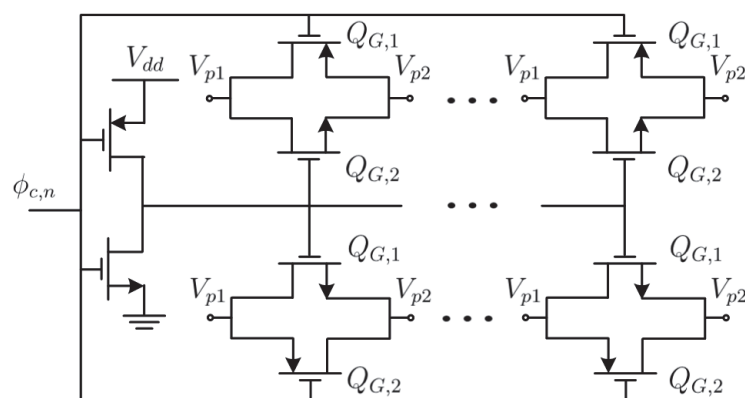 Q_{G,1} Q_{G,1}
V_{dd} V_{p1} V_{p2} V_{p1} V_{p2}
Q_{G,2} Q_{G,2}
ϕ_{c,n}
Q_{G,1} Q_{G,1}
V_{p1} V_{p2} V_{p1} V_{p2}
Q_{G,2} Q_{G,2}